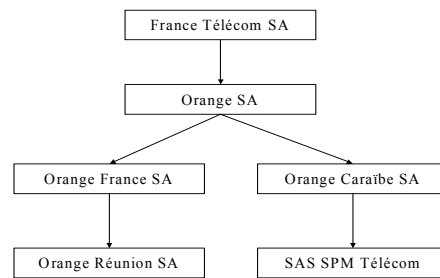 France Télécom SA
Orange SA
Orange France SA
Orange Caraïbe SA
Orange Réunion SA
SAS SPM Télécom